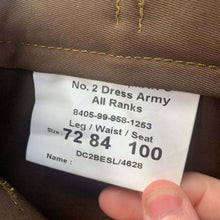 No. 2 Dress Army
All Ranks
8405-99-958-1253
Leg / Waist / Seat
Size: 72 84 100
Name : DC2BESL/4628